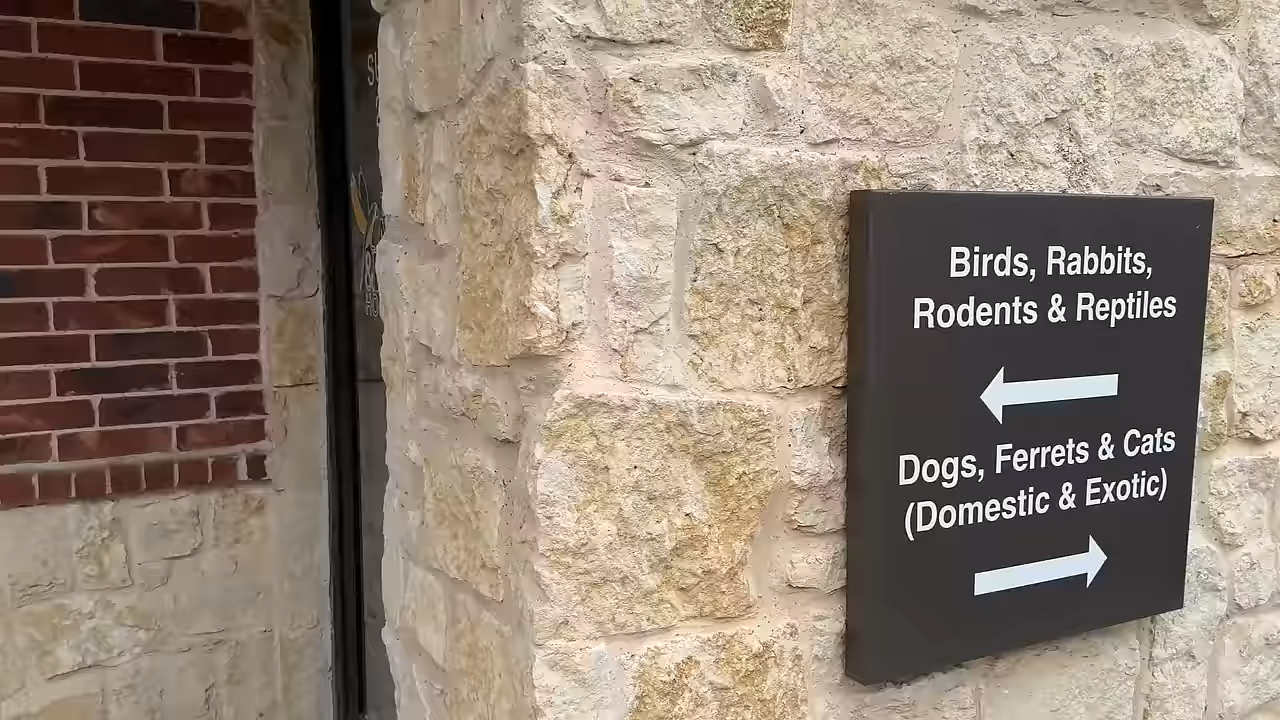 Birds, Rabbits,
Rodents & Reptiles
Dogs, Ferrets & Cats
(Domestic & Exotic)